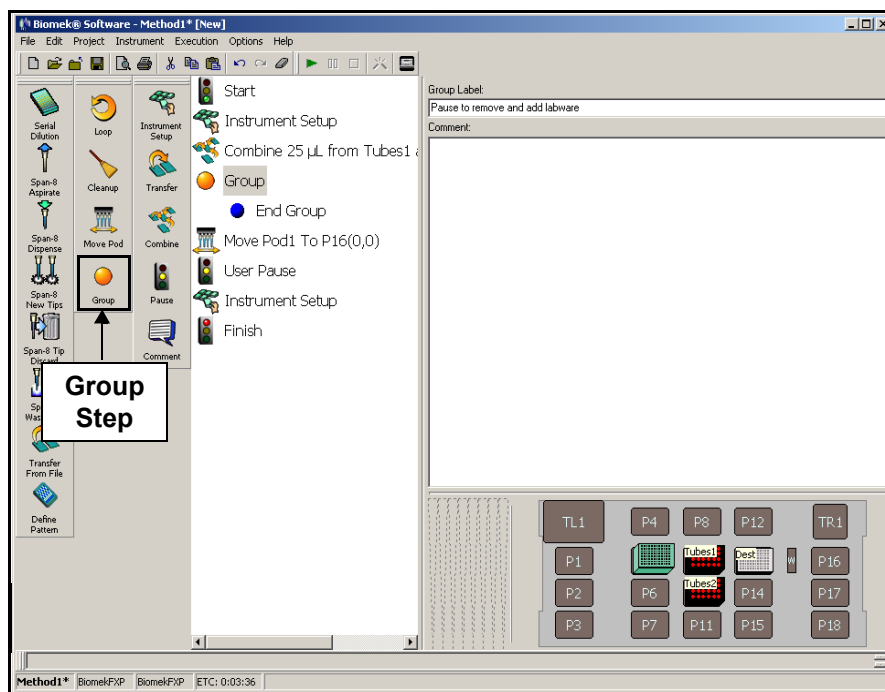 Biomek® Software - Method1* [New]
File Edit Project Instrument Execution Options Help
Serial
Dilution
Span-8
Aspirate
Span-8
Dispense
Span-8
New Tips
Span-8 Tip
Discard
Transfer
From File
Define
Pattern
Loop
Cleanup
Move Pod
Group
Instrument
Setup
Transfer
Combine
Pause
Comment
Group
Step
Start
Instrument Setup
Combine 25 µL from Tubes1
Group
End Group
Move Pod1 To P16(0,0)
User Pause
Instrument Setup
Finish
Group Label:
Pause to remove and add labware
Comment:
TL1 P4 P8 P12 TR1
P1 Tubes1 Dest W P16
P2 P6 Tubes2 P14 P17
P3 P7 P11 P15 P18
Method1* BiomekFXP BiomekFXP ETC: 0:03:36